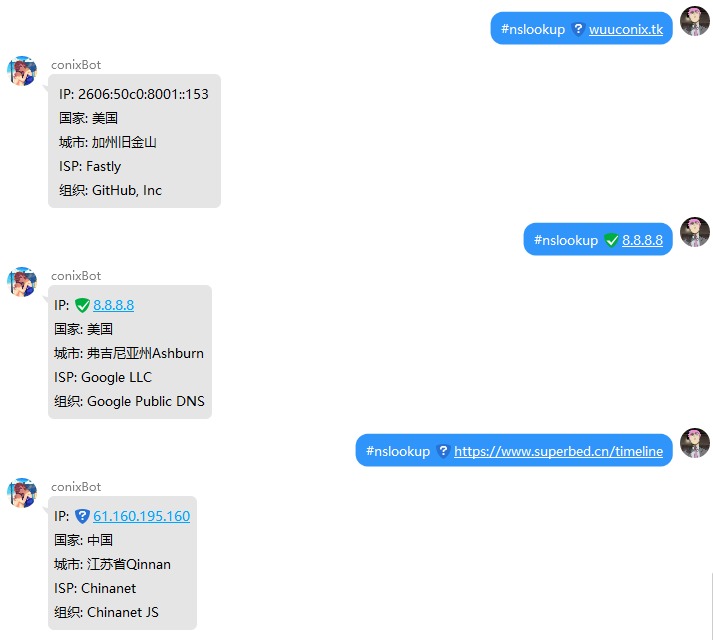 #nslookup wuuconix.tk
conixBot
IP: 2606:50c0:8001::153
国家: 美国
城市: 加州旧金山
ISP: Fastly
组织: GitHub, Inc
#nslookup 8.8.8.8
conixBot
IP: 8.8.8.8
国家: 美国
城市: 弗吉尼亚州Ashburn
ISP: Google LLC
组织: Google Public DNS
#nslookup https://www.superbed.cn/timeline
conixBot
IP: 61.160.195.160
国家: 中国
城市: 江苏省Qinnan
ISP: Chinanet
组织: Chinanet JS